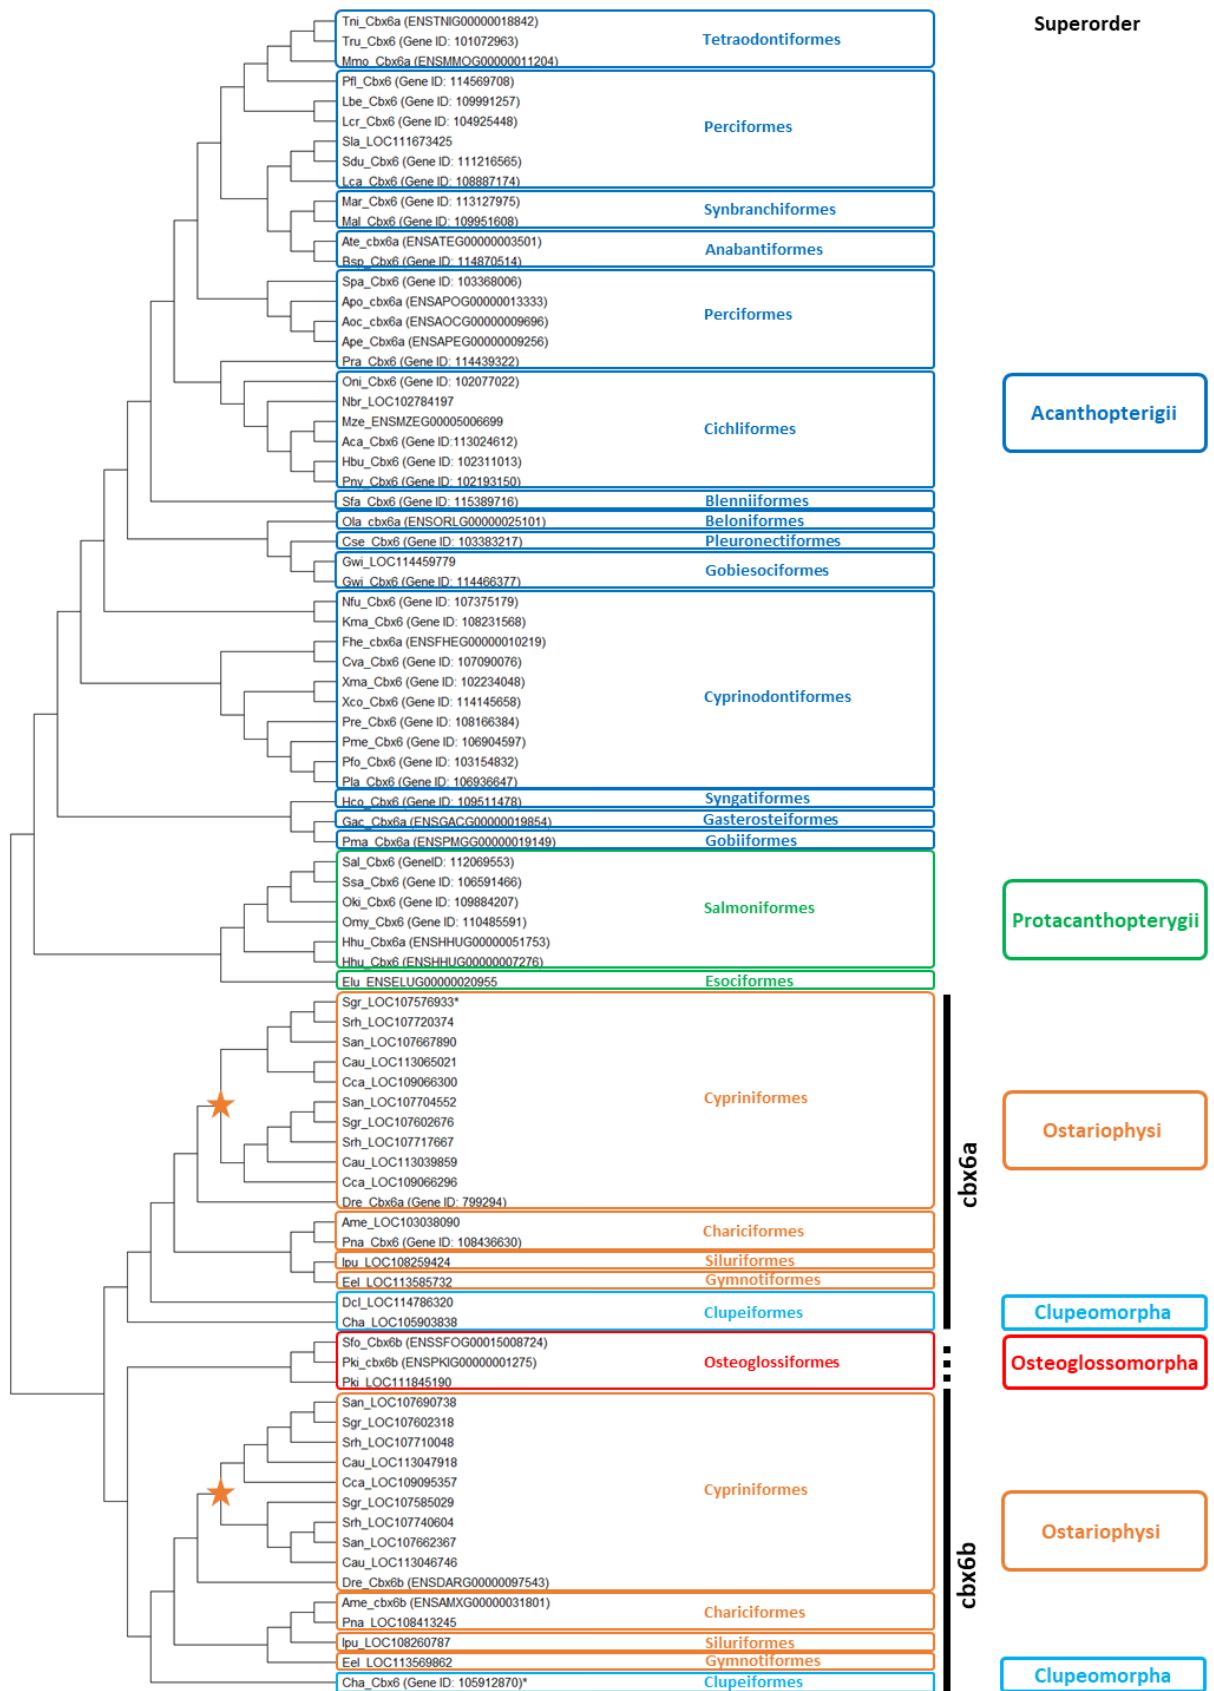 Superorder
Tni_Cbx6a (ENSTNIG00000018842)
Tru_Cbx6 (Gene ID: 101072963)
Tetraodontiformes
Mmo_Cbx6a (ENSMMOG00000011204)
Pfl_Cbx6 (Gene ID: 114569708)
Lbe_Cbx6 (Gene ID: 109991257)
Lcr_Cbx6 (Gene ID: 104925448)
Perciformes
Sla_LOC111673425
Sdu_Cbx6 (Gene ID: 111216565)
Lca_Cbx6 (Gene ID: 108887174)
Mar_Cbx6 (Gene ID: 113127975)
Synbranchiformes
Mal_Cbx6 (Gene ID: 109951608)
Ate_cbx6a (ENSATEG00000003501)
Anabantiformes
Bsp_Cbx6 (Gene ID: 114870514)
Spa_Cbx6 (Gene ID: 103368006)
Apo_cbx6a (ENSAPOG00000013333)
Perciformes
Aoc_cbx6a (ENSAOCG00000009696)
Ape_Cbx6a (ENSAPEG00000009256)
Pra_Cbx6 (Gene ID: 114439322)
Oni_Cbx6 (Gene ID: 102077022)
Nbr_LOC102784197
Mze_ENSMZEG00005006699
Cichliformes
Aca_Cbx6 (Gene ID:113024612)
Hbu_Cbx6 (Gene ID: 102311013)
Pny_Cbx6 (Gene ID: 102193150)
Acanthopterigii
Sfa_Cbx6 (Gene ID: 115389716) Blenniiformes
Ola_cbx6a (ENSORLG00000025101) Beloniformes
Cse_Cbx6 (Gene ID: 103383217) Pleuronectiformes
Gwi_LOC114459779
Gobiesociformes
Gwi_Cbx6 (Gene ID: 114466377)
Nfu_Cbx6 (Gene ID: 107375179)
Kma_Cbx6 (Gene ID: 108231568)
Fhe_cbx6a (ENSFHEG00000010219)
Cva_Cbx6 (Gene ID: 107090076)
Xma_Cbx6 (Gene ID: 102234048)
Cyprinodontiformes
Xco_Cbx6 (Gene ID: 114145658)
Pre_Cbx6 (Gene ID: 108166384)
Pme_Cbx6 (Gene ID: 106904597)
Pfo_Cbx6 (Gene ID: 103154832)
Pla_Cbx6 (Gene ID: 106936647)
Hco_Cbx6 (Gene ID: 109511478) Syngatiformes
Gac_Cbx6a (ENSGACG00000019854) Gasterosteiformes
Pma_Cbx6a (ENSPMGG00000019149) Gobiiformes
Sal_Cbx6 (GeneID: 112069553)
Ssa_Cbx6 (Gene ID: 106591466)
Oki_Cbx6 (Gene ID: 109884207)
Salmoniformes
Omy_Cbx6 (Gene ID: 110485591)
Hhu_Cbx6a (ENSHHUG00000051753)
Hhu_Cbx6 (ENSHHUG00000007276)
Protacanthopterygii
Elu_ENSELUG00000020955 Esociformes
Sgr_LOC107576933*
Srh_LOC107720374
San_LOC107667890
Cau_LOC113065021
Cca_LOC109066300
Cypriniformes
San_LOC107704552
Sgr_LOC107602676
Srh_LOC107717667
Cau_LOC113039859
Cca_LOC109066296
Dre_Cbx6a (Gene ID: 799294)
Ostariophysi
cbx6a
Ame_LOC103038090
Chariciformes
Pna_Cbx6 (Gene ID: 108436630)
Ipu_LOC108259424 Siluriformes
Eel_LOC113585732 Gymnotiformes
Dcl_LOC114786320
Clupeiformes
Cha_LOC105903838
Clupeomorpha
Sfo_Cbx6b (ENSSFOG00015008724)
Pki_cbx6b (ENSPKIG00000001275) Osteoglossiformes
Pki_LOC111845190
Osteoglossomorpha
San_LOC107690738
Sgr_LOC107602318
Srh_LOC107710048
Cau_LOC113047918
Cca_LOC109095357
Cypriniformes
Sgr_LOC107585029
Srh_LOC107740604
San_LOC107662367
Cau_LOC113046746
Dre_Cbx6b (ENSDARG00000097543)
Ostariophysi
cbx6b
Ame_cbx6b (ENSAMXG00000031801)
Chariciformes
Pna_LOC108413245
Ipu_LOC108260787 Siluriformes
Eel_LOC113569862 Gymnotiformes
Cha_Cbx6 (Gene ID: 105912870)* Clupeiformes
Clupeomorpha